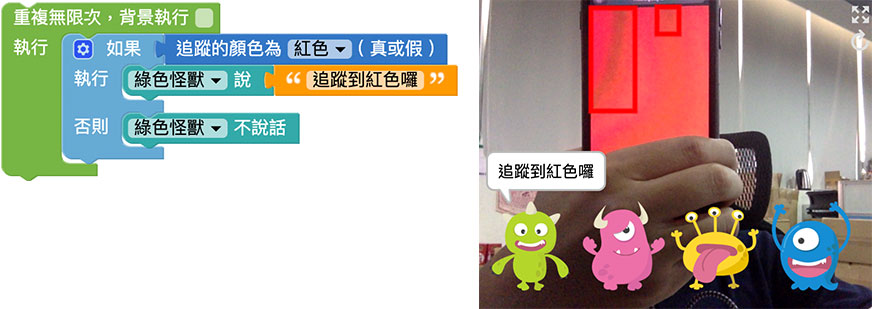 重複無限次，背景執行
執行 如果 追蹤的顏色為 紅色 （真或假）
執行 綠色怪獸 說 “ 追蹤到紅色囉 ”
否則 綠色怪獸 不說話
追蹤到紅色囉